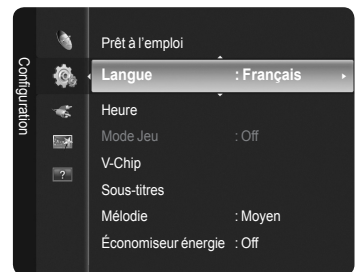 Configuration
Prêt à l'emploi
Langue : Français
Heure
Mode Jeu : Off
V-Chip
Sous-titres
Mélodie : Moyen
Économiseur énergie : Off
?